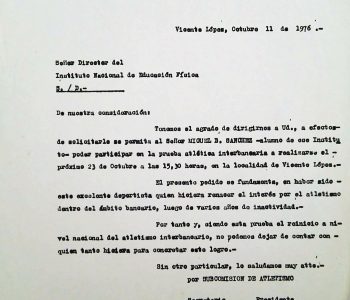 Vicente López, Octubre 11 de 1976 .-
Señor Director del
Instituto Nacional de Educación Física
S. / D.-
De nuestra consideración:
Tenemos el agrado de dirigirnos a Ud., a efectos-
de solicitarle se permita al Señor MIGUEL B. SANCHEZ -alumno de ese Institu
to- poder participar en la prueba atlética interbancaria a realizarse el -
próximo 23 de Octubre a las 15,30 horas, en la localidad de Vicente López.-
El presente pedido se fundamenta, en haber sido -
este excelente deportista quien hiciera renacer el interés por el atletismo
dentro del ámbito bancario, luego de varios años de inactividad.-
Por tanto y, siendo esta prueba el reinicio a ni-
vel nacional del atletismo interbancario, no podemos dejar de contar con -
quien tanto hiciera para concretar este logro.-
Sin otro particular, lo saludamos muy atte.-
por SUBCOMISION DE ATLETISMO
Secretario Presidente